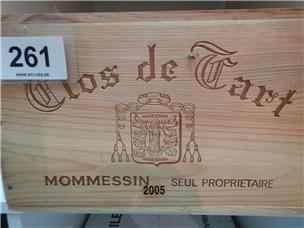 261
WWW.SYLVIES.BE
Clos de Tart
MOMMESSIN SEUL PROPRIETAIRE
2005